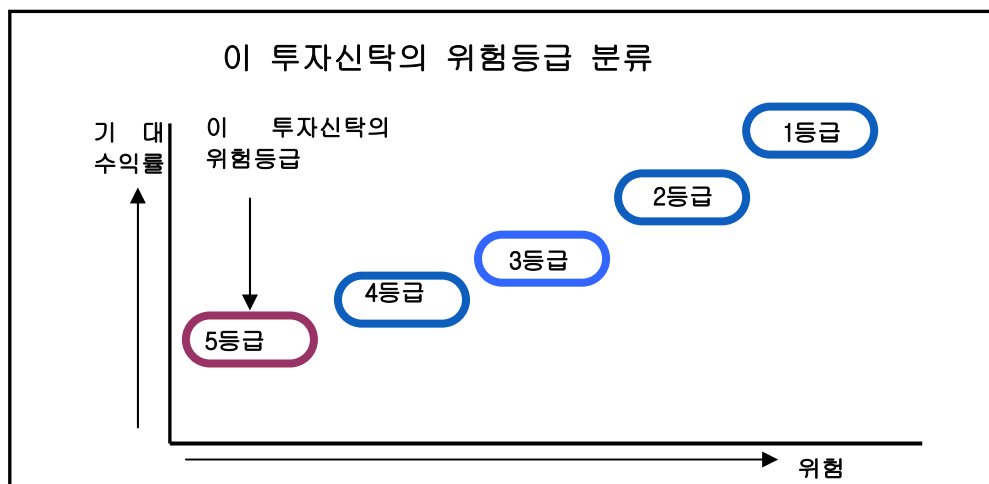 이 투자신탁의 위험등급 분류
기 대
수익률
이 투자신탁의
위험등급
1등급
2등급
3등급
4등급
5등급
위험